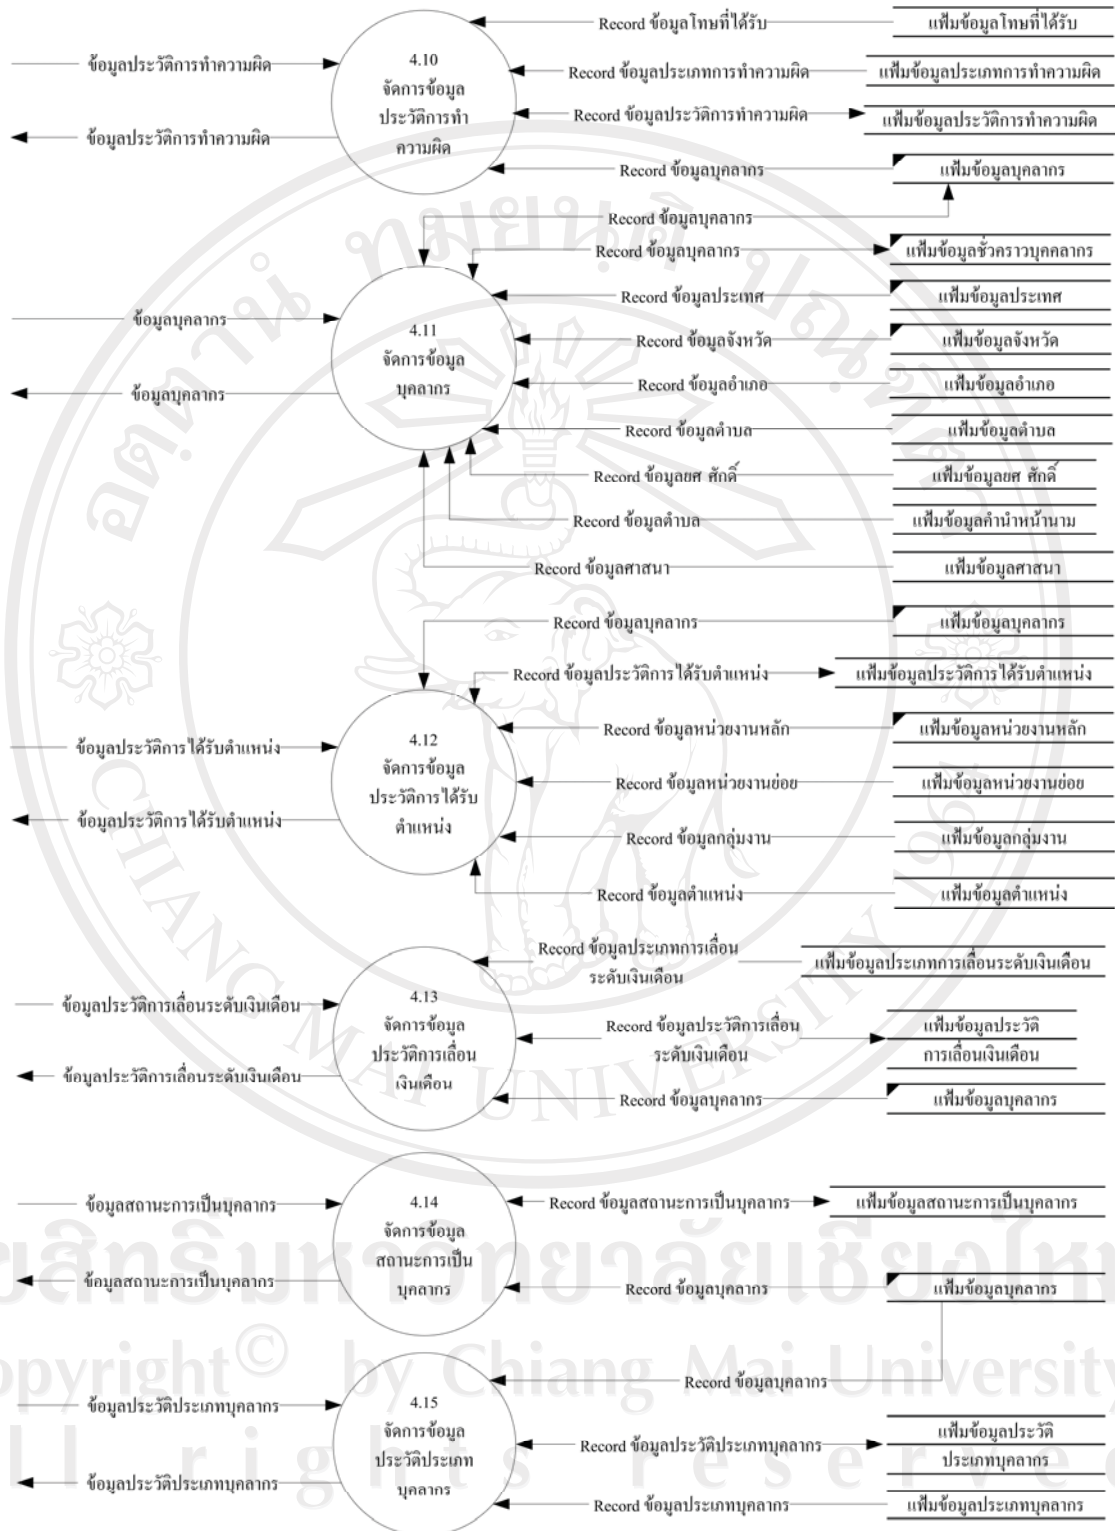 Record ข้อมูลโทษที่ได้รับ
แฟ้มข้อมูลโทษที่ได้รับ
4.10
จัดการข้อมูล
ประวัติการทำ
ความผิด
ข้อมูลประวัติการทำความผิด
Record ข้อมูลประเภทการทำความผิด
แฟ้มข้อมูลประเภทการทำความผิด
Record ข้อมูลประวัติการทำความผิด
แฟ้มข้อมูลประวัติการทำความผิด
ข้อมูลประวัติการทำความผิด
Record ข้อมูลบุคลากร
แฟ้มข้อมูลบุคลากร
Record ข้อมูลบุคลากร
Record ข้อมูลบุคลากร
แฟ้มข้อมูลชั่วคราวบุคคลากร
Record ข้อมูลประเทศ
แฟ้มข้อมูลประเทศ
ข้อมูลบุคลากร
4.11
จัดการข้อมูล
บุคลากร
Record ข้อมูลจังหวัด
แฟ้มข้อมูลจังหวัด
Record ข้อมูลอำเภอ
แฟ้มข้อมูลอำเภอ
ข้อมูลบุคลากร
Record ข้อมูลตำบล
แฟ้มข้อมูลตำบล
Record ข้อมูลยศ ศักดิ์
แฟ้มข้อมูลยศ ศักดิ์
Record ข้อมูลตำบล
แฟ้มข้อมูลคำนำหน้านาม
Record ข้อมูลศาสนา
แฟ้มข้อมูลศาสนา
Record ข้อมูลบุคลากร
แฟ้มข้อมูลบุคลากร
Record ข้อมูลประวัติการได้รับตำแหน่ง
แฟ้มข้อมูลประวัติการได้รับตำแหน่ง
Record ข้อมูลหน่วยงานหลัก
แฟ้มข้อมูลหน่วยงานหลัก
ข้อมูลประวัติการได้รับตำแหน่ง
4.12
จัดการข้อมูล
ประวัติการได้รับ
ตำแหน่ง
Record ข้อมูลหน่วยงานย่อย
แฟ้มข้อมูลหน่วยงานย่อย
ข้อมูลประวัติการได้รับตำแหน่ง
Record ข้อมูลกลุ่มงาน
แฟ้มข้อมูลกลุ่มงาน
Record ข้อมูลตำแหน่ง
แฟ้มข้อมูลตำแหน่ง
Record ข้อมูลประเภทการเลื่อน
ระดับเงินเดือน
แฟ้มข้อมูลประเภทการเลื่อนระดับเงินเดือน
ข้อมูลประวัติการเลื่อนระดับเงินเดือน
4.13
จัดการข้อมูล
ประวัติการเลื่อน
เงินเดือน
Record ข้อมูลประวัติการเลื่อน
ระดับเงินเดือน
แฟ้มข้อมูลประวัติ
การเลื่อนเงินเดือน
ข้อมูลประวัติการเลื่อนระดับเงินเดือน
Record ข้อมูลบุคลากร
แฟ้มข้อมูลบุคลากร
ข้อมูลสถานะการเป็นบุคลากร
4.14
จัดการข้อมูล
สถานะการเป็น
บุคลากร
Record ข้อมูลสถานะการเป็นบุคลากร
แฟ้มข้อมูลสถานะการเป็นบุคลากร
ข้อมูลสถานะการเป็นบุคลากร
Record ข้อมูลบุคลากร
แฟ้มข้อมูลบุคลากร
Record ข้อมูลบุคลากร
ข้อมูลประวัติประเภทบุคลากร
4.15
จัดการข้อมูล
ประวัติประเภท
บุคลากร
Record ข้อมูลประวัติประเภทบุคลากร
แฟ้มข้อมูลประวัติ
ประเภทบุคลากร
ข้อมูลประวัติประเภทบุคลากร
Record ข้อมูลประเภทบุคลากร
แฟ้มข้อมูลประเภทบุคลากร
CHIANG MAI UNIVERSITY 1964
opyright © by Chiang Mai University
ll rights reserve